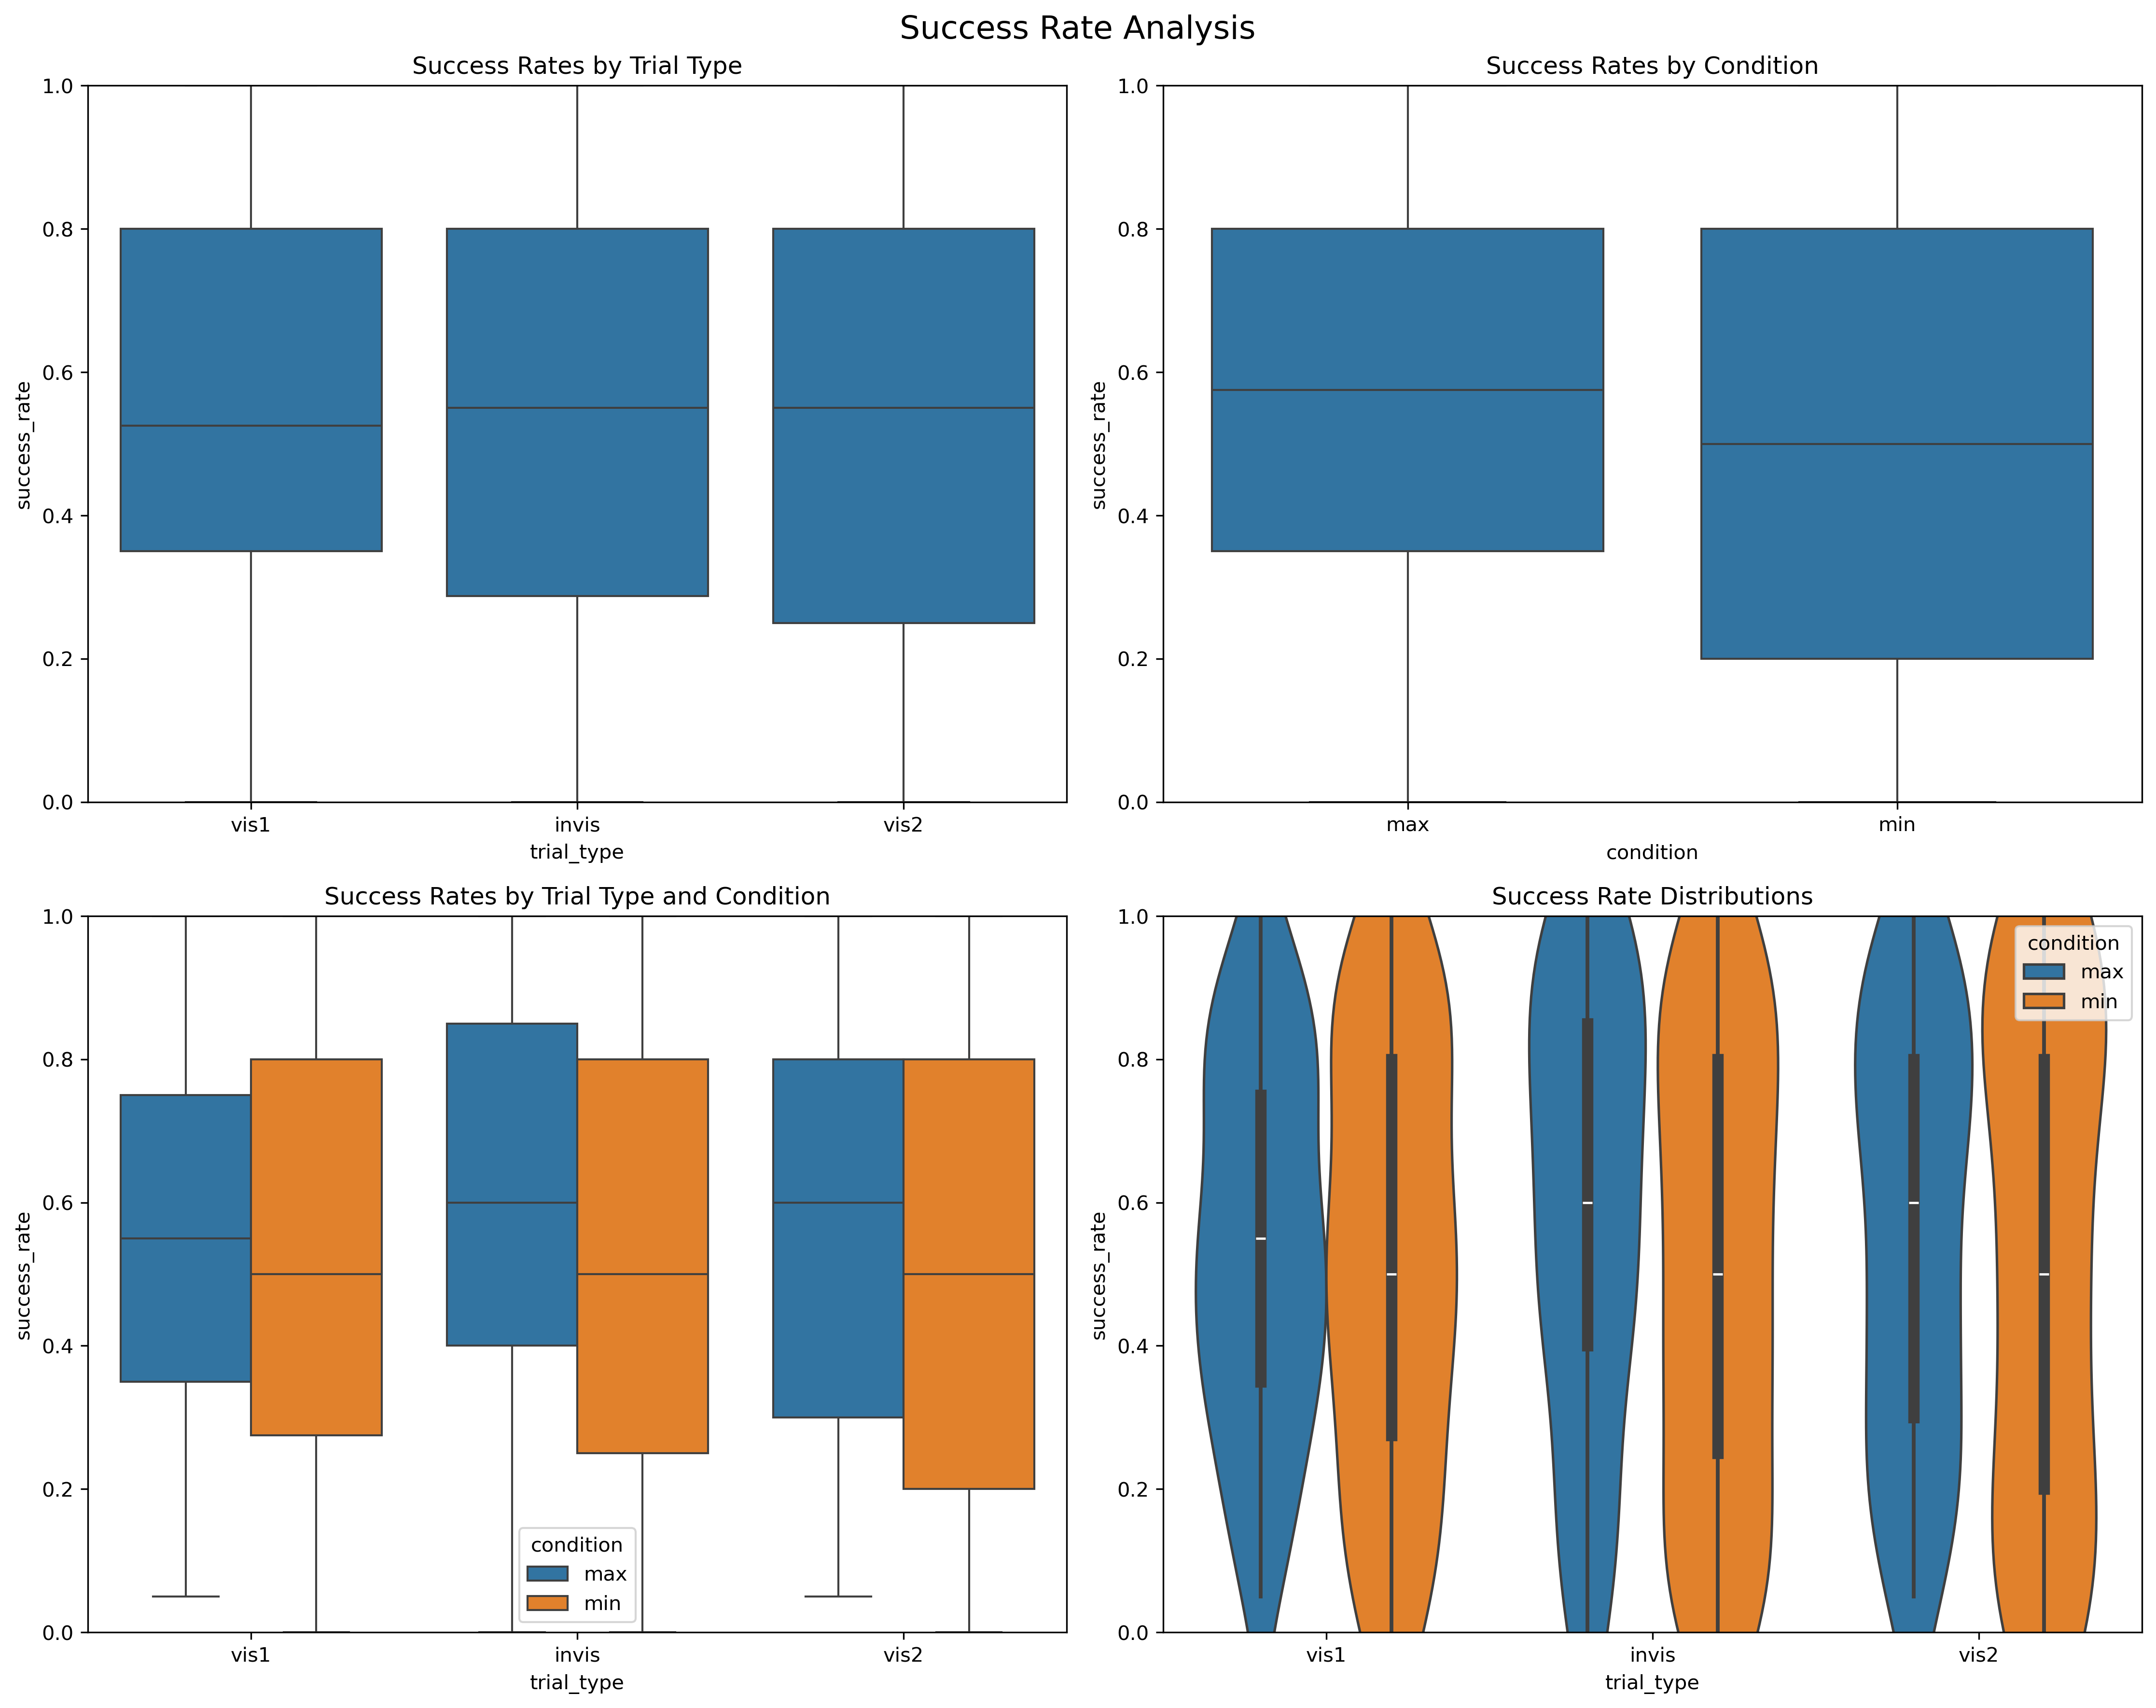 Success Rate Analysis
Success Rates by Trial Type
1.0
0.8
0.6
0.4
0.2
0.0
success_rate
vis1 invis vis2
trial_type
Success Rates by Condition
1.0
0.8
0.6
0.4
0.2
0.0
success_rate
max min
condition
Success Rates by Trial Type and Condition
1.0
0.8
0.6
0.4
0.2
0.0
success_rate
condition
max
min
vis1 invis vis2
trial_type
Success Rate Distributions
1.0
0.8
0.6
0.4
0.2
0.0
success_rate
condition
max
min
vis1 invis vis2
trial_type